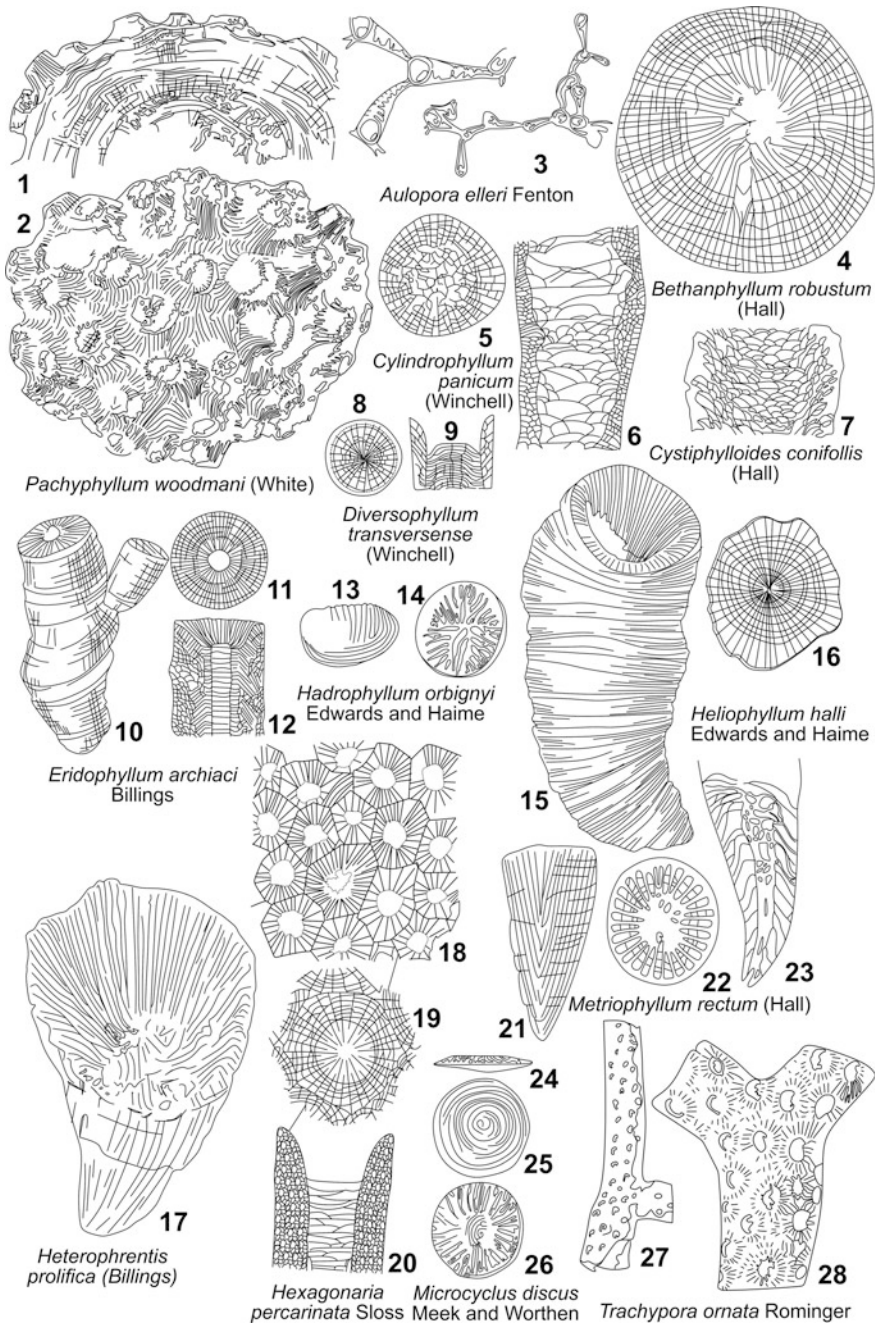 1
2
3
Aulopora elleri Fenton
4
Bethanphyllum robustum
(Hall)
5
Cylindrophyllum
panicum
(Winchell)
6
7
Cystiphylloides conifollis
(Hall)
Pachyphyllum woodmani (White)
8
9
Diversophyllum
transversense
(Winchell)
10
11
12
Eridophyllum archiaci
Billings
13
14
Hadrophyllum orbignyi
Edwards and Haime
15
16
Heliophyllum halli
Edwards and Haime
17
Heterophrentis
prolifica (Billings)
18
19
20
Hexagonaria
percarinata Sloss
21
22
23
Metriophyllum rectum (Hall)
24
25
26
Microcyclus discus
Meek and Worthen
27
28
Trachypora ornata Rominger